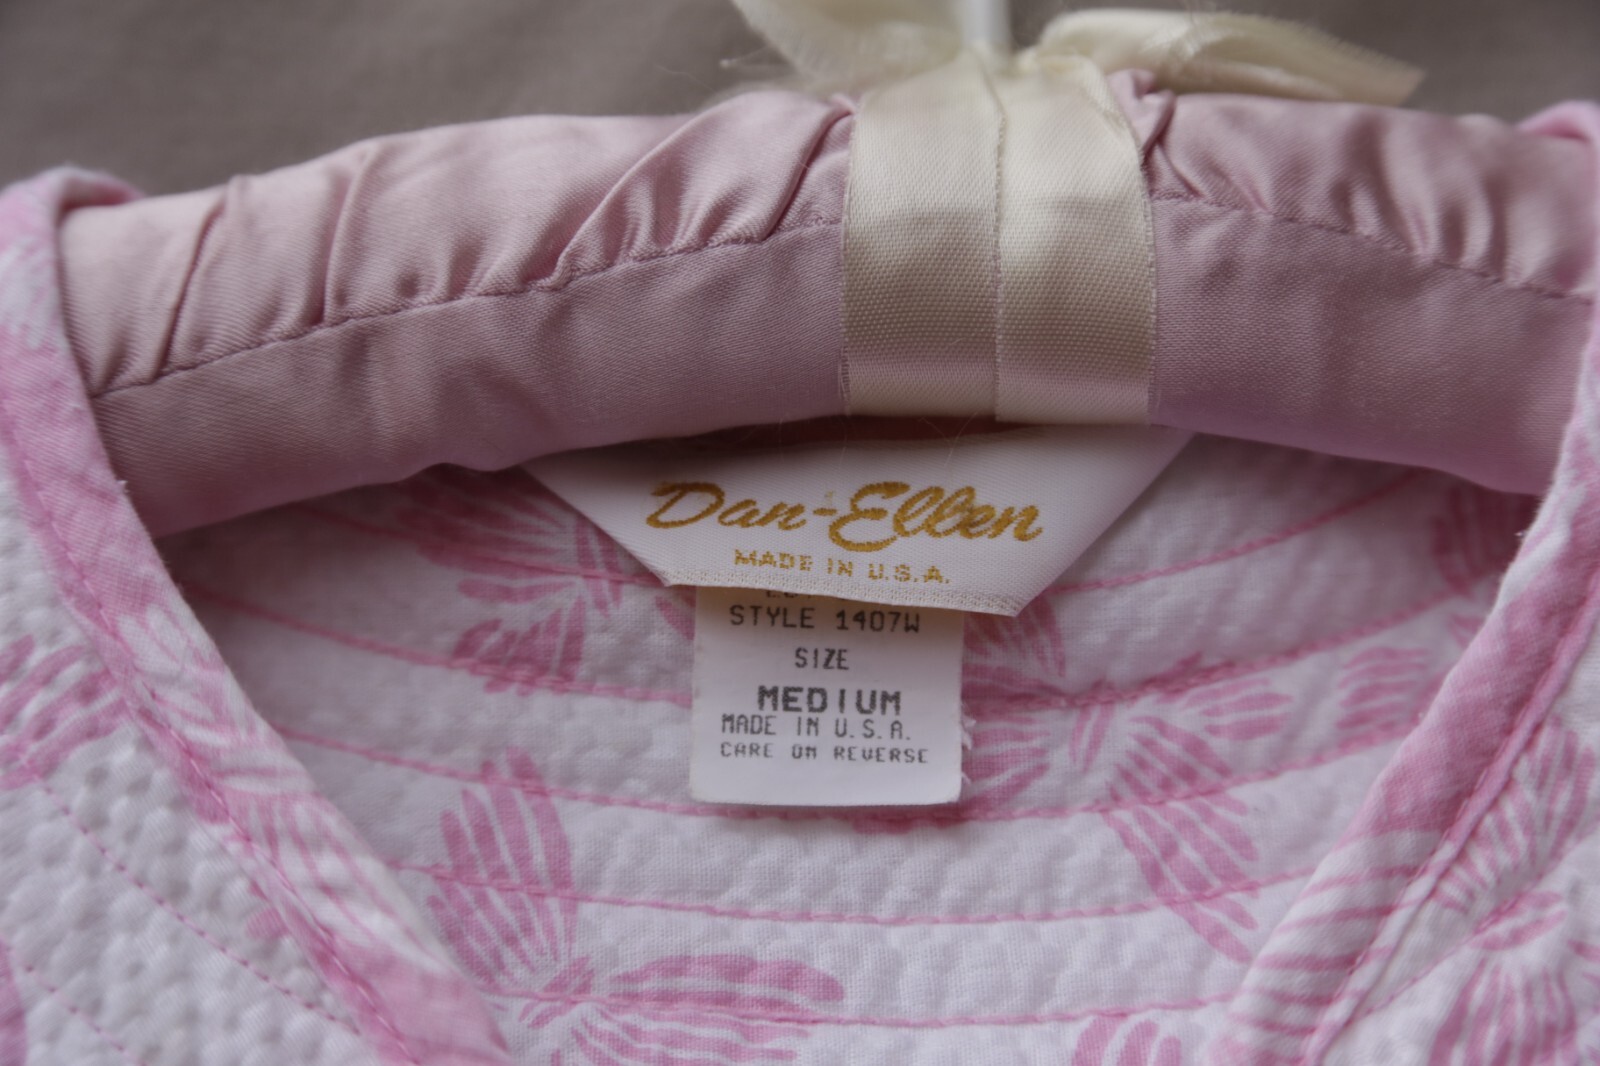 Dan-Ellen
MADE IN U.S.A.
STYLE 1407W
SIZE
MEDIUM
MADE IN U.S.A.
CARE ON REVERSE